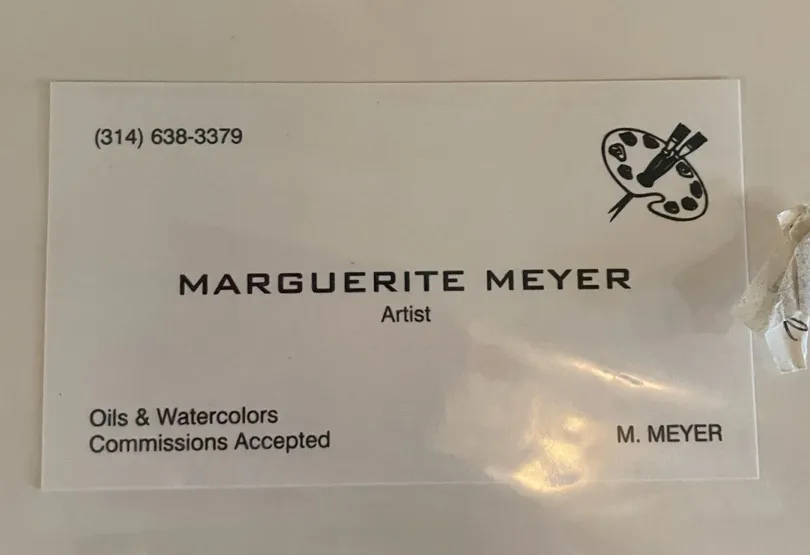 (314) 638-3379
MARGUERITE MEYER
Artist
Oils & Watercolors
Commissions Accepted
M. MEYER